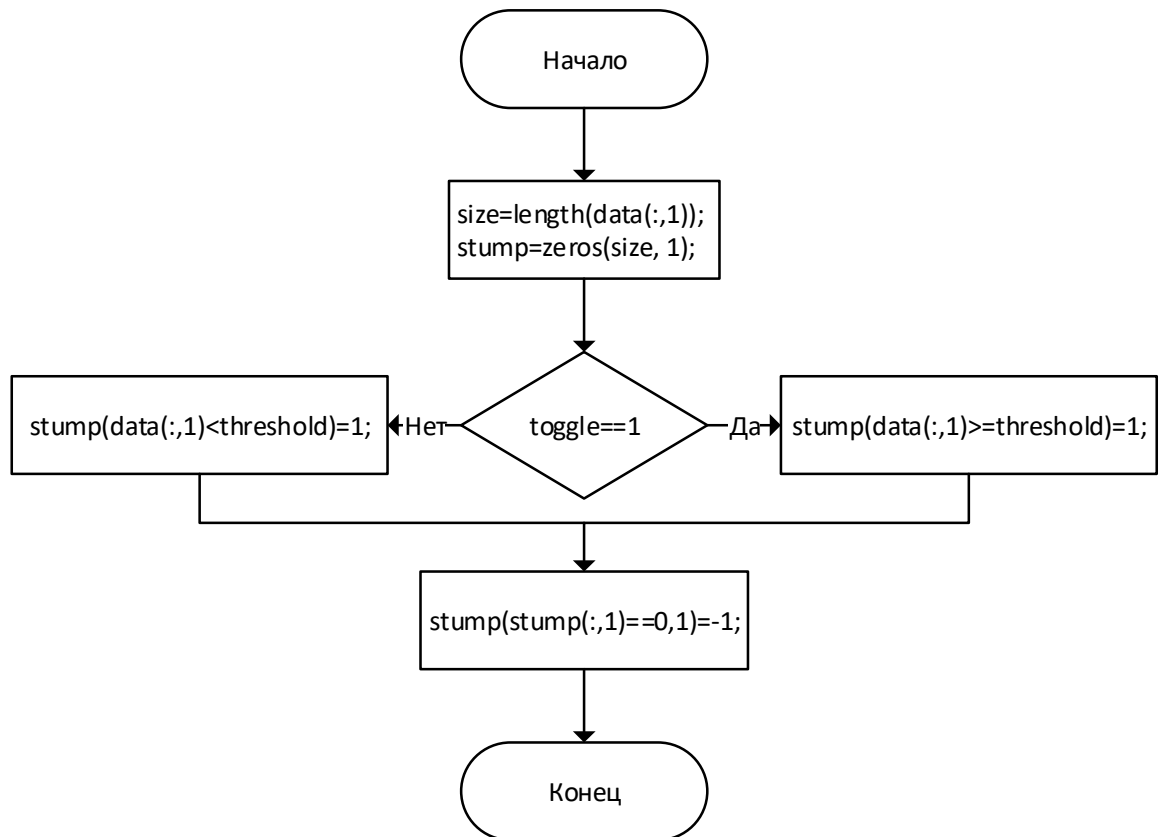 Начало
size=length(data(:,1));
stump=zeros(size, 1);
stump(data(:,1)<threshold)=1;
Нет
toggle==1
Да
stump(data(:,1)>=threshold)=1;
stump(stump(:,1)==0,1)=-1;
Конец